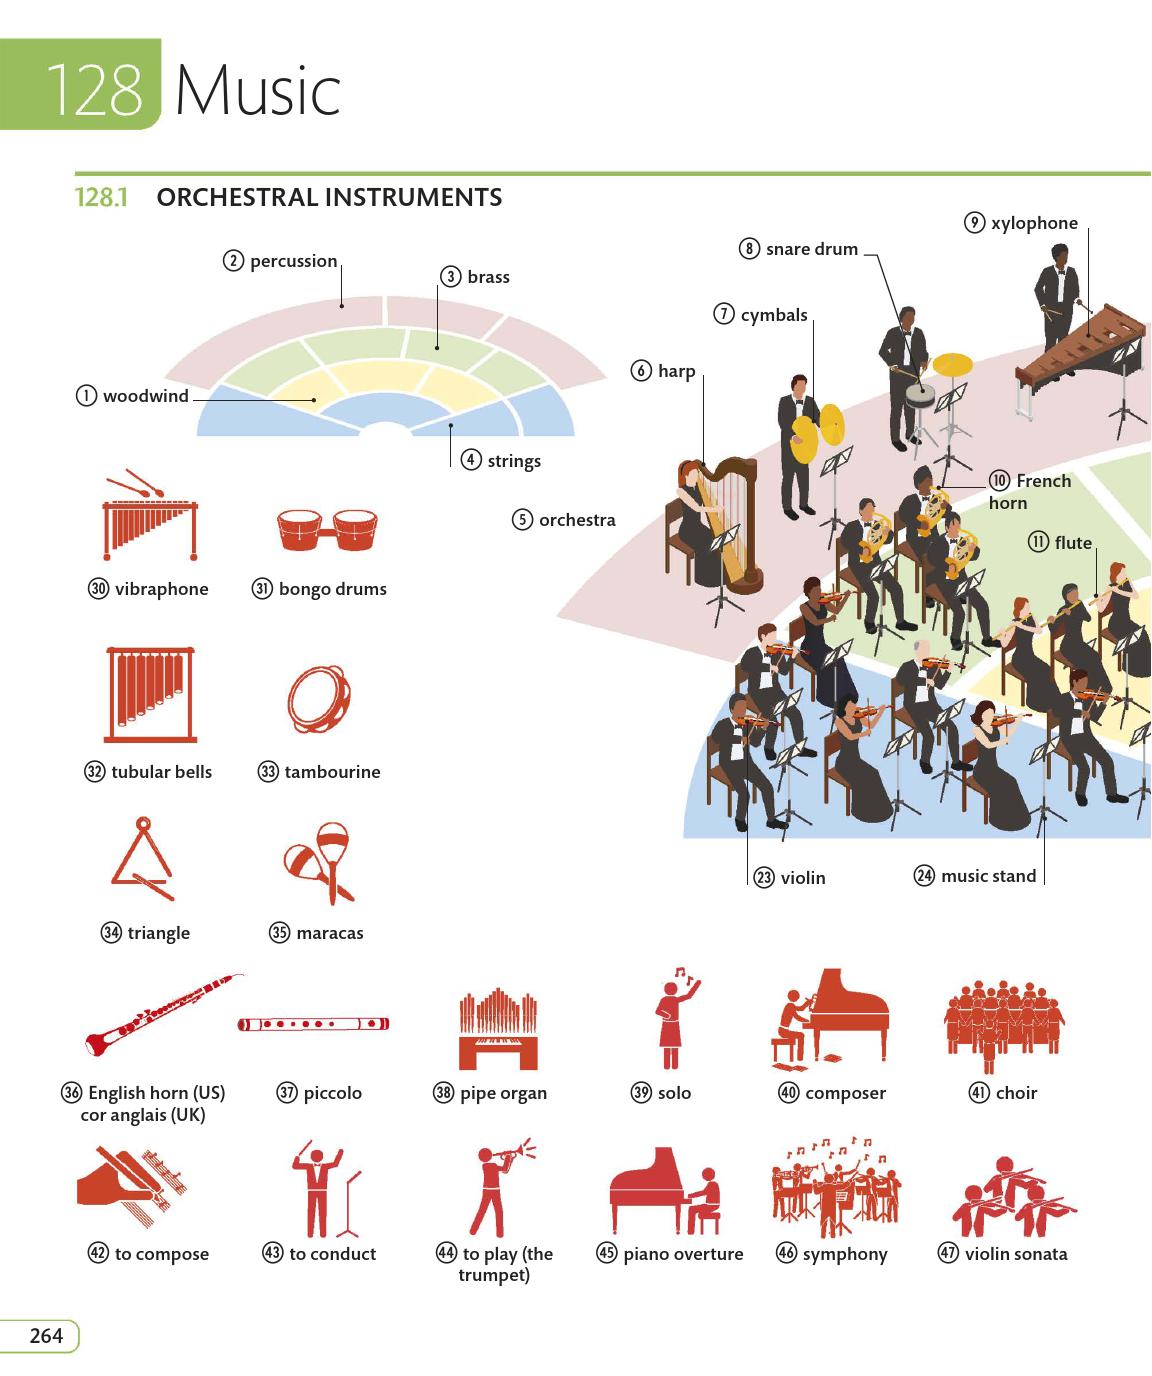 128 Music
128.1 ORCHESTRAL INSTRUMENTS
2 percussion
3 brass
1 woodwind
4 strings
5 orchestra
6 harp
7 cymbals
8 snare drum
9 xylophone
10 French
horn
11 flute
23 violin
24 music stand
30 vibraphone
31 bongo drums
32 tubular bells
33 tambourine
34 triangle
35 maracas
36 English horn (US)
cor anglais (UK)
37 piccolo
38 pipe organ
39 solo
40 composer
41 choir
42 to compose
43 to conduct
44 to play (the
trumpet)
45 piano overture
46 symphony
47 violin sonata
264